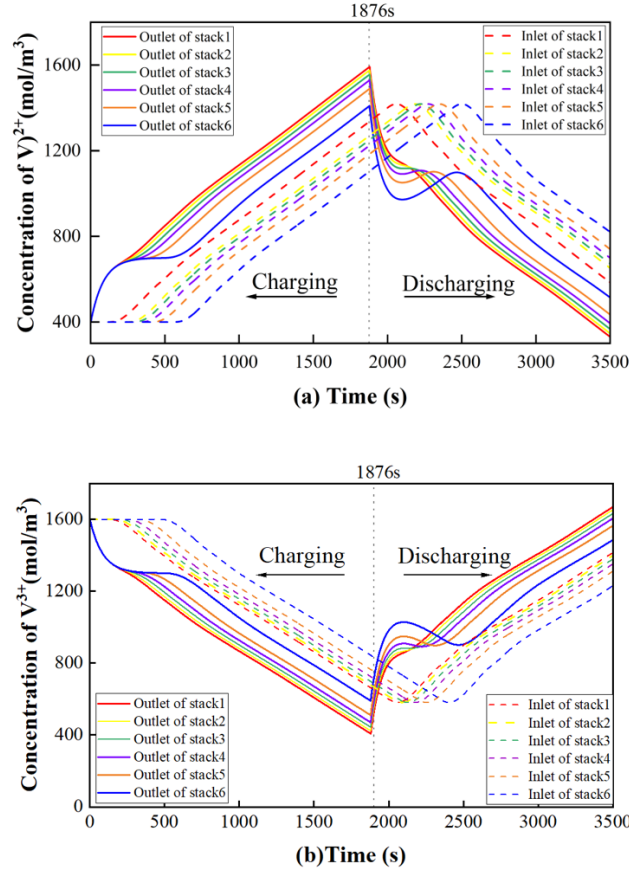 1876s
Outlet of stack1
Outlet of stack2
Outlet of stack3
Outlet of stack4
Outlet of stack5
Outlet of stack6
Inlet of stack1
Inlet of stack2
Inlet of stack3
Inlet of stack4
Inlet of stack5
Inlet of stack6
Concentration of V)²⁺(mol/m³)
1600
1200
800
400
Charging
Discharging
0 500 1000 1500 2000 2500 3000 3500
(a) Time (s)
1876s
Concentration of V³⁺(mol/m³)
1600
1200
800
400
0
Charging
Discharging
Outlet of stack1
Outlet of stack2
Outlet of stack3
Outlet of stack4
Outlet of stack5
Outlet of stack6
Inlet of stack1
Inlet of stack2
Inlet of stack3
Inlet of stack4
Inlet of stack5
Inlet of stack6
0 500 1000 1500 2000 2500 3000 3500
(b)Time (s)